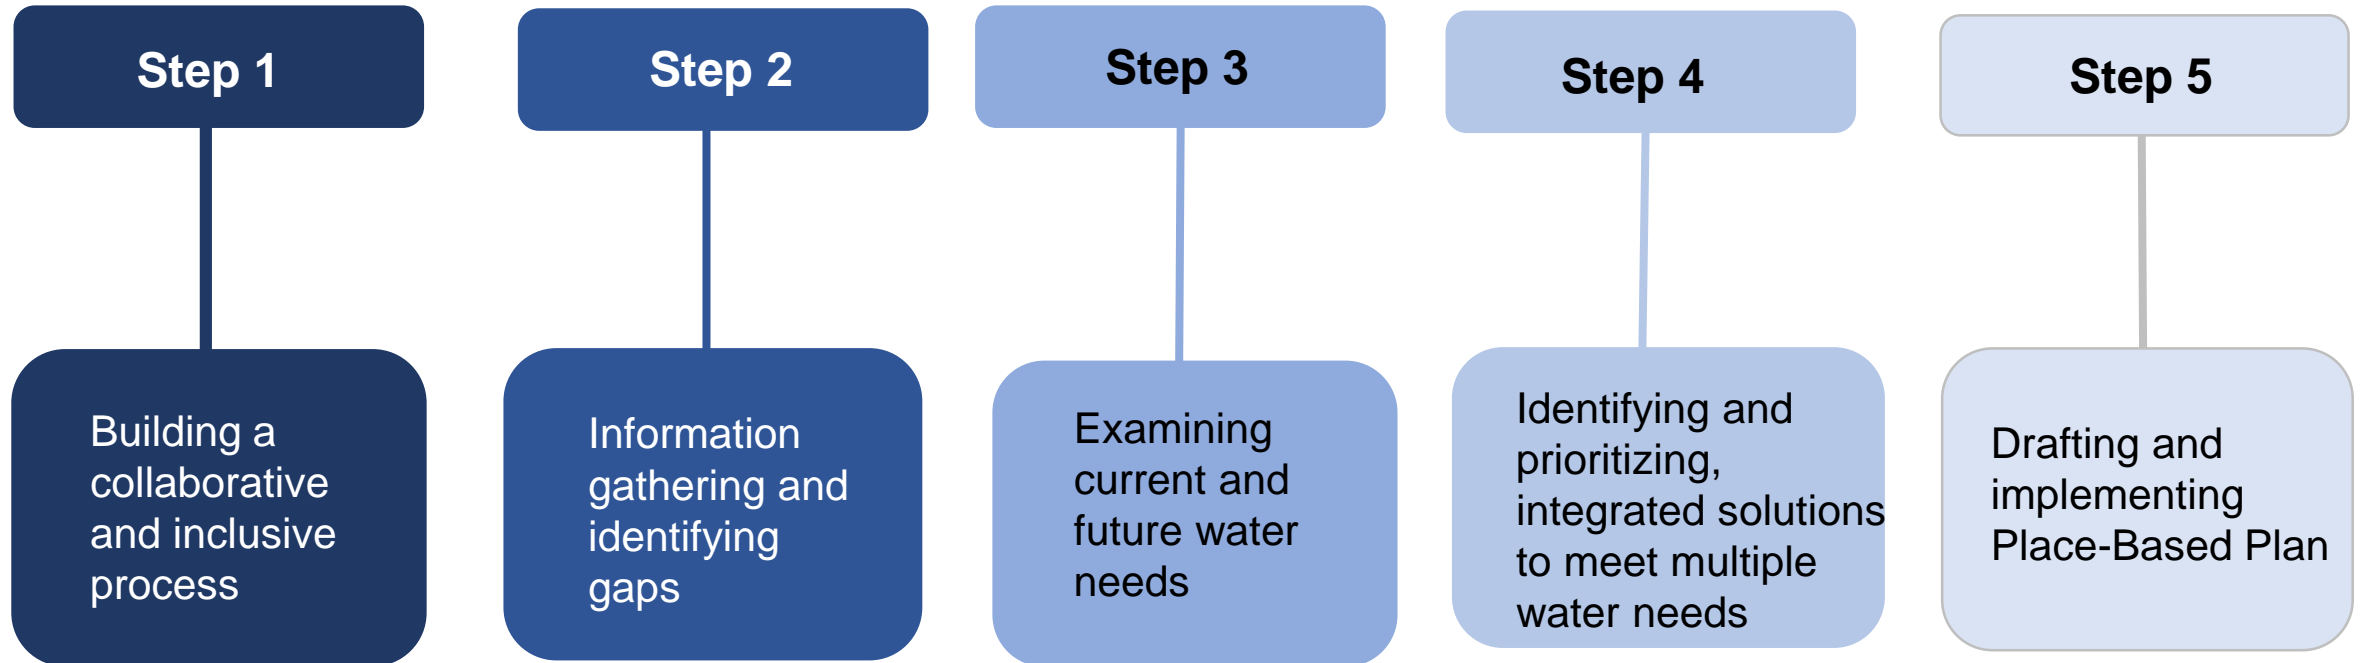 Step 1
Step 2
Step 3
Step 4
Step 5
Building a
collaborative
and inclusive
process
Information
gathering and
identifying
gaps
Examining
current and
future water
needs
Identifying and
prioritizing,
integrated solutions
to meet multiple
water needs
Drafting and
implementing
Place-Based Plan